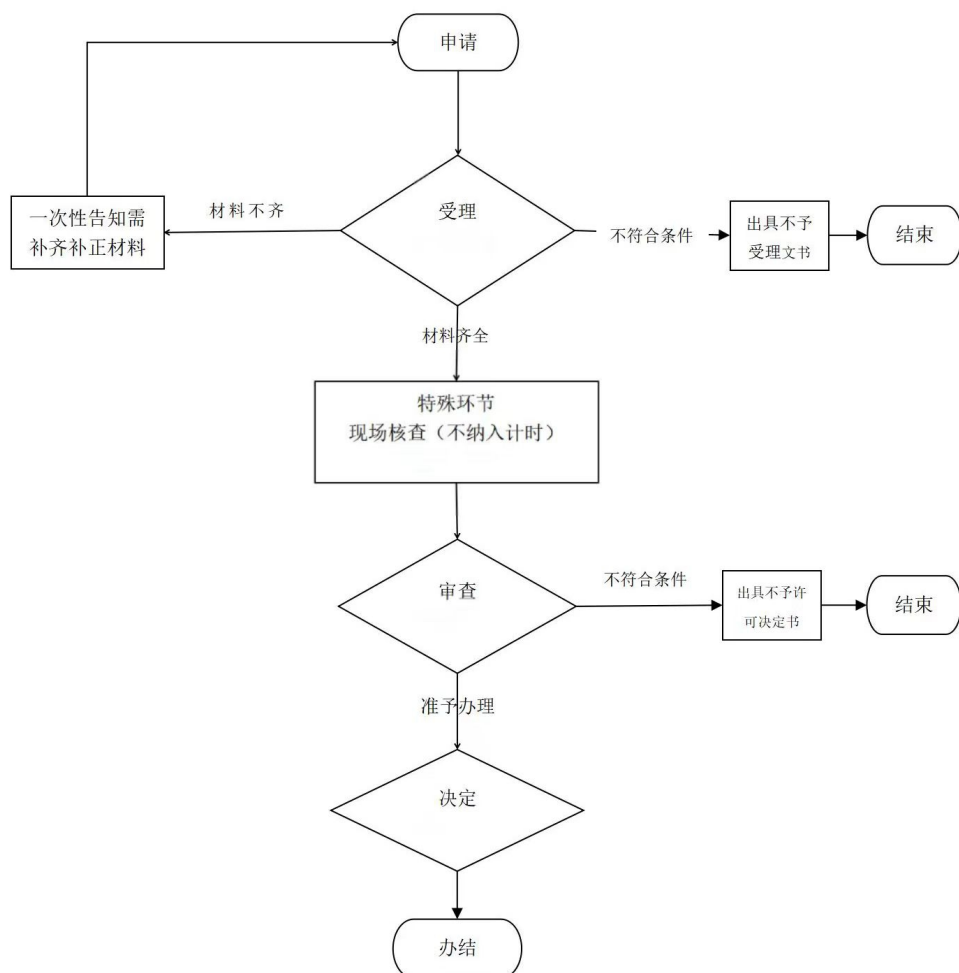 申请
受理
材料不齐
一次性告知需
补齐补正材料
不符合条件
出具不予
受理文书
结束
材料齐全
特殊环节
现场核查（不纳入计时）
审查
不符合条件
出具不予许
可决定书
结束
准予办理
决定
办结